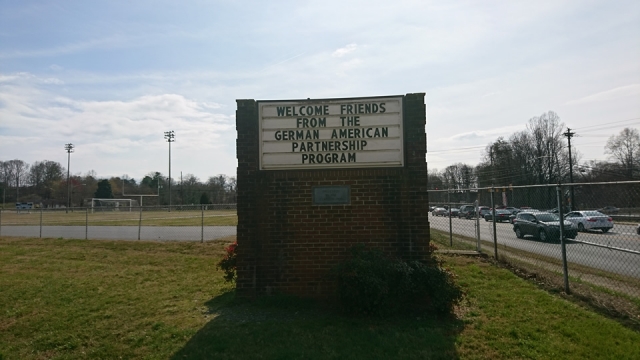 WELCOME FRIENDS
FROM THE
GERMAN AMERICAN
PARTNERSHIP
PROGRAM